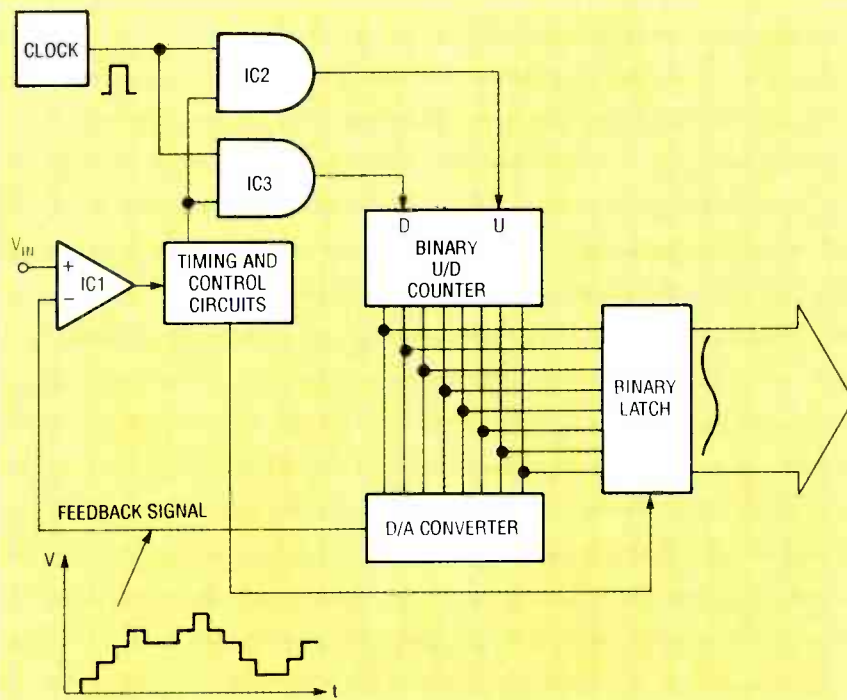 CLOCK
IC2
IC3
D U
BINARY
U/D
COUNTER
VIN
+
−
IC1
TIMING AND
CONTROL
CIRCUITS
BINARY
LATCH
FEEDBACK SIGNAL
D/A CONVERTER
V
t